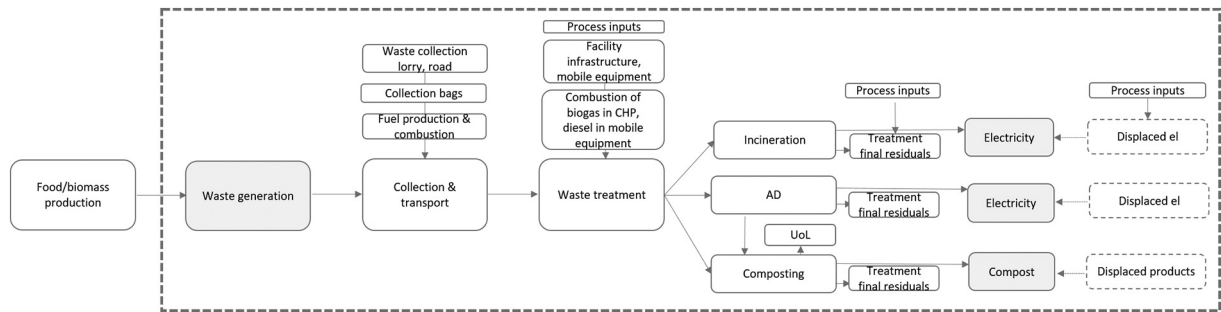 Process inputs
Waste collection
lorry, road
Facility
infrastructure,
mobile equipment
Collection bags
Fuel production &
combustion
Combustion of
biogas in CHP,
diesel in mobile
equipment
Process inputs
Process inputs
Incineration
Treatment
final residuals
Electricity
Displaced el
Food/biomass
production
Waste generation
Collection &
transport
Waste treatment
AD
Treatment
final residuals
Electricity
Displaced el
UoL
Composting
Treatment
final residuals
Compost
Displaced products